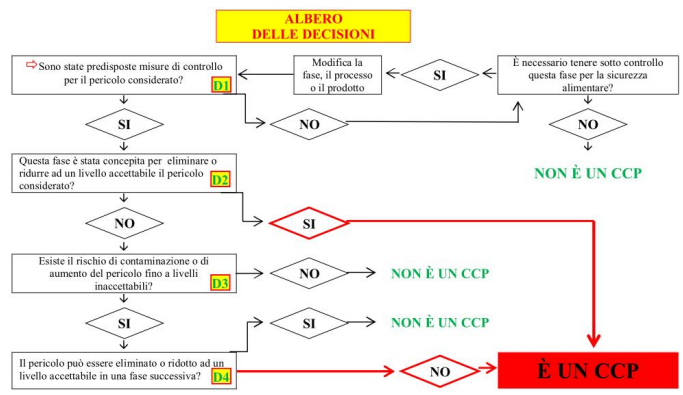 ALBERO
DELLE DECISIONI
⇨Sono state predisposte misure di controllo
per il pericolo considerato?
D1
Modifica la
fase, il processo
o il prodotto
SI
È necessario tenere sotto controllo
questa fase per la sicurezza
alimentare?
SI
NO
NO
NON È UN CCP
Questa fase è stata concepita per eliminare o
ridurre ad un livello accettabile il pericolo
considerato?
D2
NO
SI
Esiste il rischio di contaminazione o di
aumento del pericolo fino a livelli
inaccettabili?
D3
NO
NON È UN CCP
SI
SI
NON È UN CCP
Il pericolo può essere eliminato o ridotto ad un
livello accettabile in una fase successiva?
D4
NO
È UN CCP